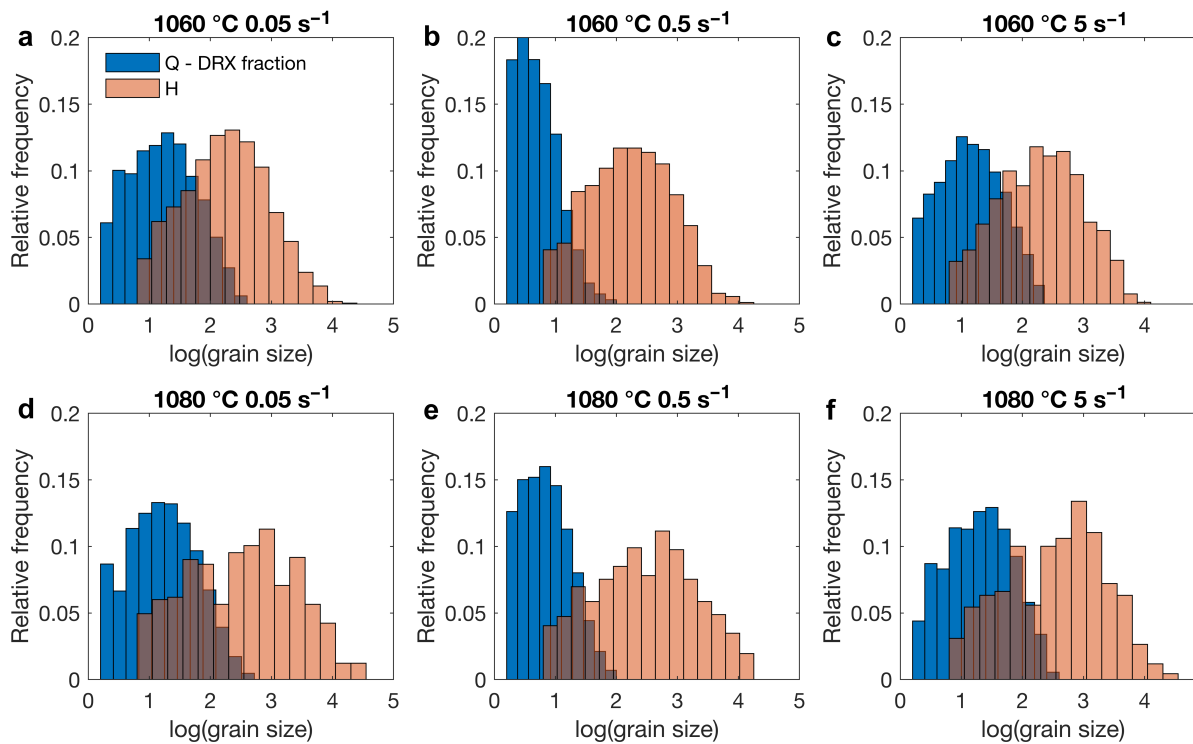 a
1060 °C 0.05 s⁻¹
Q - DRX fraction
H
Relative frequency
0.2
0.15
0.1
0.05
0
0 1 2 3 4 5
log(grain size)
b
1060 °C 0.5 s⁻¹
Relative frequency
0.2
0.15
0.1
0.05
0
0 1 2 3 4 5
log(grain size)
c
1060 °C 5 s⁻¹
Relative frequency
0.2
0.15
0.1
0.05
0
0 1 2 3 4
log(grain size)
d
1080 °C 0.05 s⁻¹
Relative frequency
0.2
0.15
0.1
0.05
0
0 1 2 3 4 5
log(grain size)
e
1080 °C 0.5 s⁻¹
Relative frequency
0.2
0.15
0.1
0.05
0
0 1 2 3 4 5
log(grain size)
f
1080 °C 5 s⁻¹
Relative frequency
0.2
0.15
0.1
0.05
0
0 1 2 3 4
log(grain size)